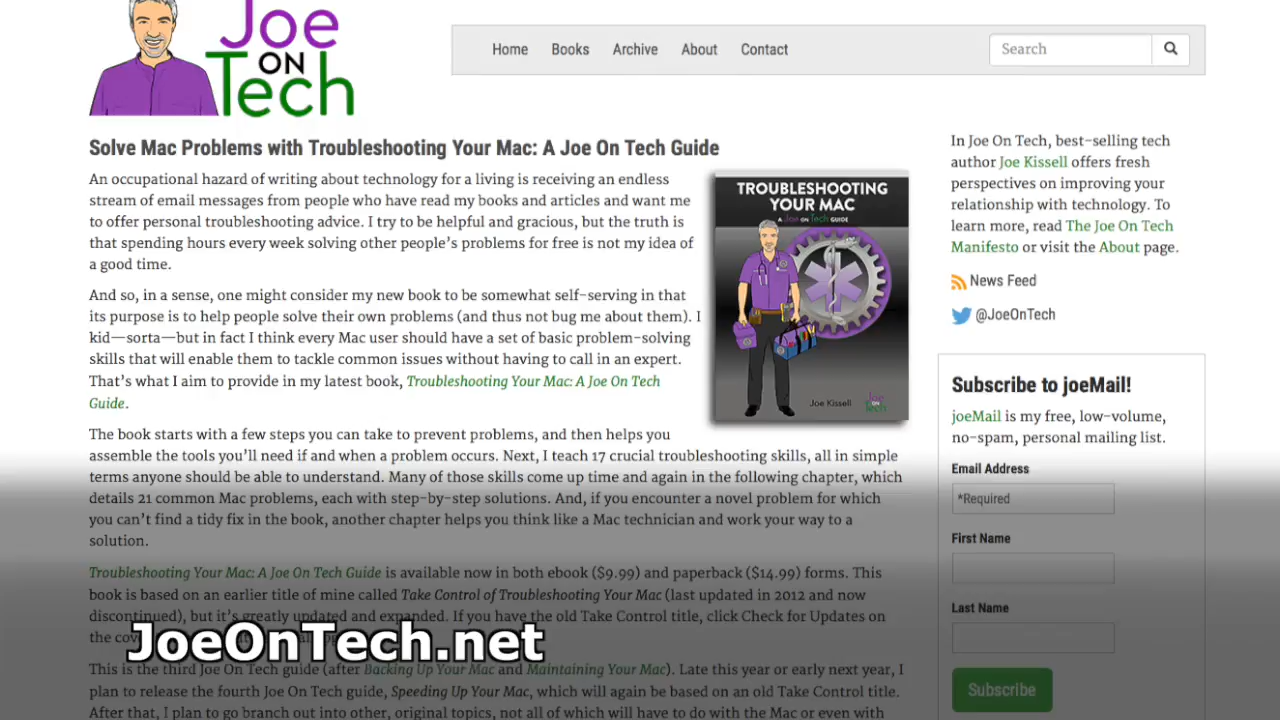 Joe
ON
Tech
Home Books Archive About Contact
Search
Solve Mac Problems with Troubleshooting Your Mac: A Joe On Tech Guide
An occupational hazard of writing about technology for a living is receiving an endless
stream of email messages from people who have read my books and articles and want me
to offer personal troubleshooting advice. I try to be helpful and gracious, but the truth is
that spending hours every week solving other people's problems for free is not my idea of
a good time.
And so, in a sense, one might consider my new book to be somewhat self-serving in that
its purpose is to help people solve their own problems (and thus not bug me about them). I
kid—sorta—but in fact I think every Mac user should have a set of basic problem-solving
skills that will enable them to tackle common issues without having to call in an expert.
That's what I aim to provide in my latest book, Troubleshooting Your Mac: A Joe On Tech
Guide.
TROUBLESHOOTING
YOUR MAC
A Joe ON Tech GUIDE
Joe Kissell
Joe
ON
Tech
The book starts with a few steps you can take to prevent problems, and then helps you
assemble the tools you'll need if and when a problem occurs. Next, I teach 17 crucial troubleshooting skills, all in simple
terms anyone should be able to understand. Many of those skills come up time and again in the following chapter, which
details 21 common Mac problems, each with step-by-step solutions. And, if you encounter a novel problem for which
you can't find a tidy fix in the book, another chapter helps you think like a Mac technician and work your way to a
solution.
Troubleshooting Your Mac: A Joe On Tech Guide is available now in both ebook ($9.99) and paperback ($14.99) forms. This
book is based on an earlier title of mine called Take Control of Troubleshooting Your Mac (last updated in 2012 and now
discontinued), but it's greatly updated and expanded. If you have the old Take Control title, click Check for Updates on
the
JoeOnTech.net
This is the third Joe On Tech guide (after Backing Up Your Mac and Maintaining Your Mac). Late this year or early next year, I
plan to release the fourth Joe On Tech guide, Speeding Up Your Mac, which will again be based on an old Take Control title.
After that, I plan to go branch out into other, original topics, not all of which will have to do with the Mac or even with
In Joe On Tech, best-selling tech
author Joe Kissell offers fresh
perspectives on improving your
relationship with technology. To
learn more, read The Joe On Tech
Manifesto or visit the About page.
News Feed
@JoeOnTech
Subscribe to joeMail!
joeMail is my free, low-volume,
no-spam, personal mailing list.
Email Address
*Required
First Name
Last Name
Subscribe